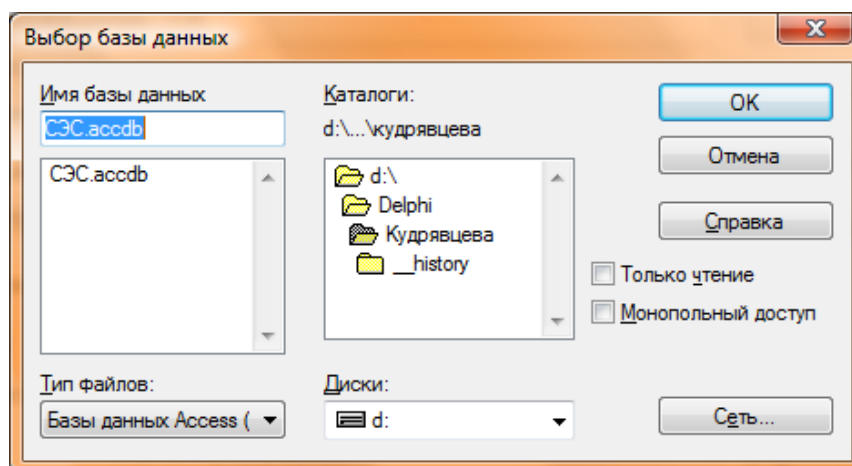 Выбор базы данных
Имя базы данных
СЭС.accdb
СЭС.accdb
Тип файлов:
Базы данных Access (
Каталоги:
d:\...\кудрявцева
d:\
Delphi
Кудрявцева
__history
Диски:
d:
OK
Отмена
Справка
Только чтение
Монопольный доступ
Сеть...